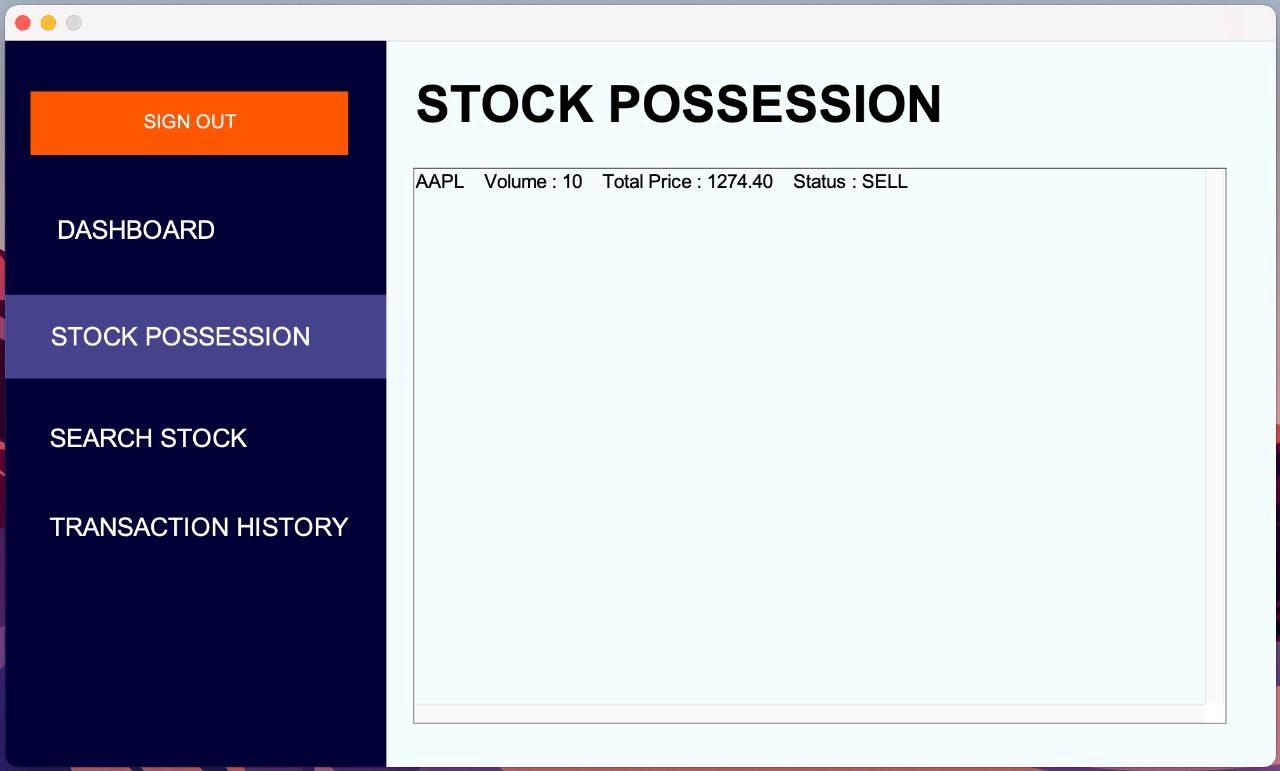 SIGN OUT
DASHBOARD
STOCK POSSESSION
SEARCH STOCK
TRANSACTION HISTORY
STOCK POSSESSION
AAPL Volume : 10 Total Price : 1274.40 Status : SELL